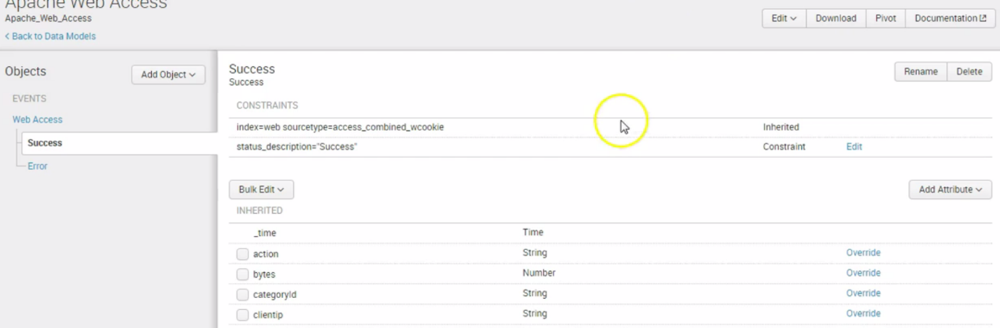 Apache Web Access
Apache_Web_Access
< Back to Data Models
Edit Download Pivot Documentation
Objects
Add Object
EVENTS
Web Access
Success
Error
Success
Success
Rename Delete
CONSTRAINTS
index=web sourcetype=access_combined_wcookie Inherited
status_description="Success" Constraint Edit
Bulk Edit Add Attribute
INHERITED
_time Time
action String Override
bytes Number Override
categoryId String Override
clientip String Override